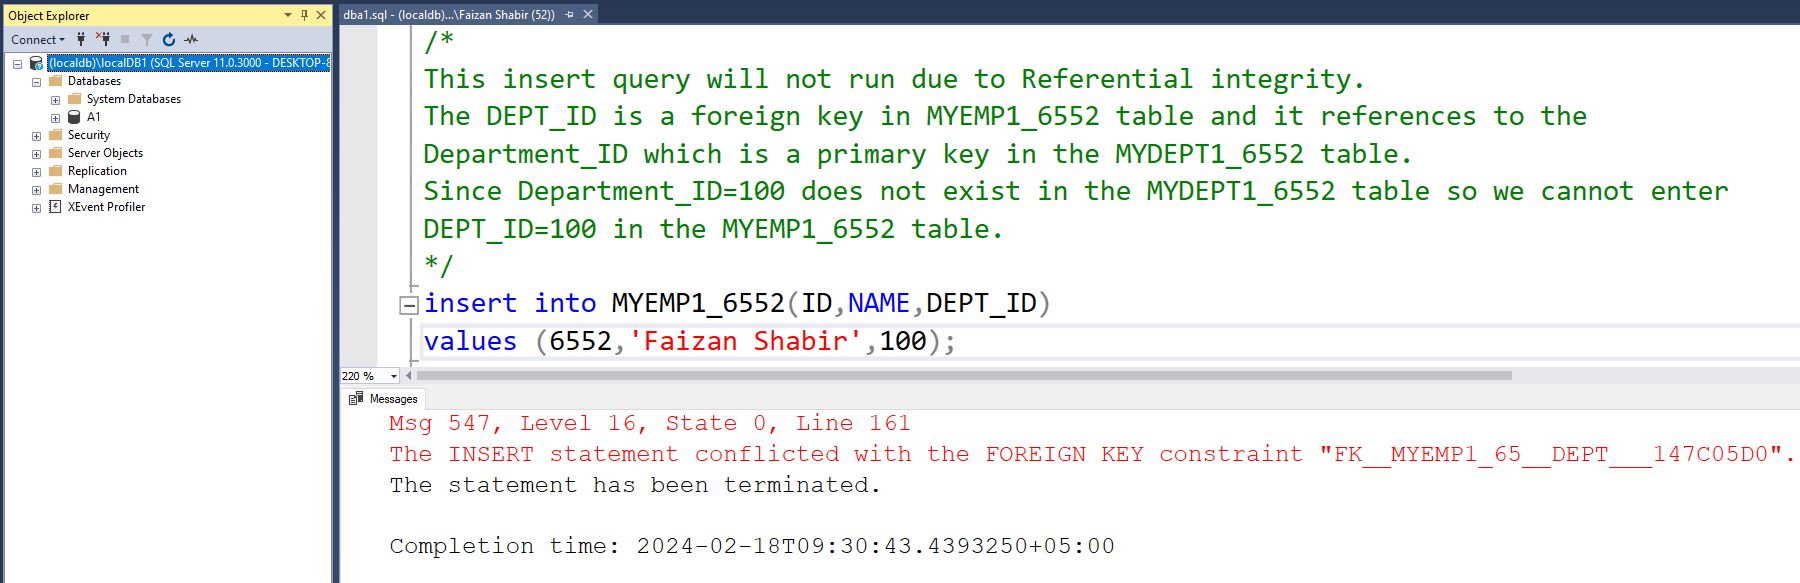 Object Explorer
Connect
(localdb)\localDB1 (SQL Server 11.0.3000 - DESKTOP-8
Databases
System Databases
A1
Security
Server Objects
Replication
Management
XEvent Profiler
dba1.sql - (localdb)...\Faizan Shabir (52))
/*
This insert query will not run due to Referential integrity.
The DEPT_ID is a foreign key in MYEMP1_6552 table and it references to the
Department_ID which is a primary key in the MYDEPT1_6552 table.
Since Department_ID=100 does not exist in the MYDEPT1_6552 table so we cannot enter
DEPT_ID=100 in the MYEMP1_6552 table.
*/
insert into MYEMP1_6552(ID,NAME,DEPT_ID)
values (6552,'Faizan Shabir',100);
220 %
Messages
Msg 547, Level 16, State 0, Line 161
The INSERT statement conflicted with the FOREIGN KEY constraint "FK__MYEMP1_65__DEPT___147C05D0".
The statement has been terminated.
Completion time: 2024-02-18T09:30:43.4393250+05:00